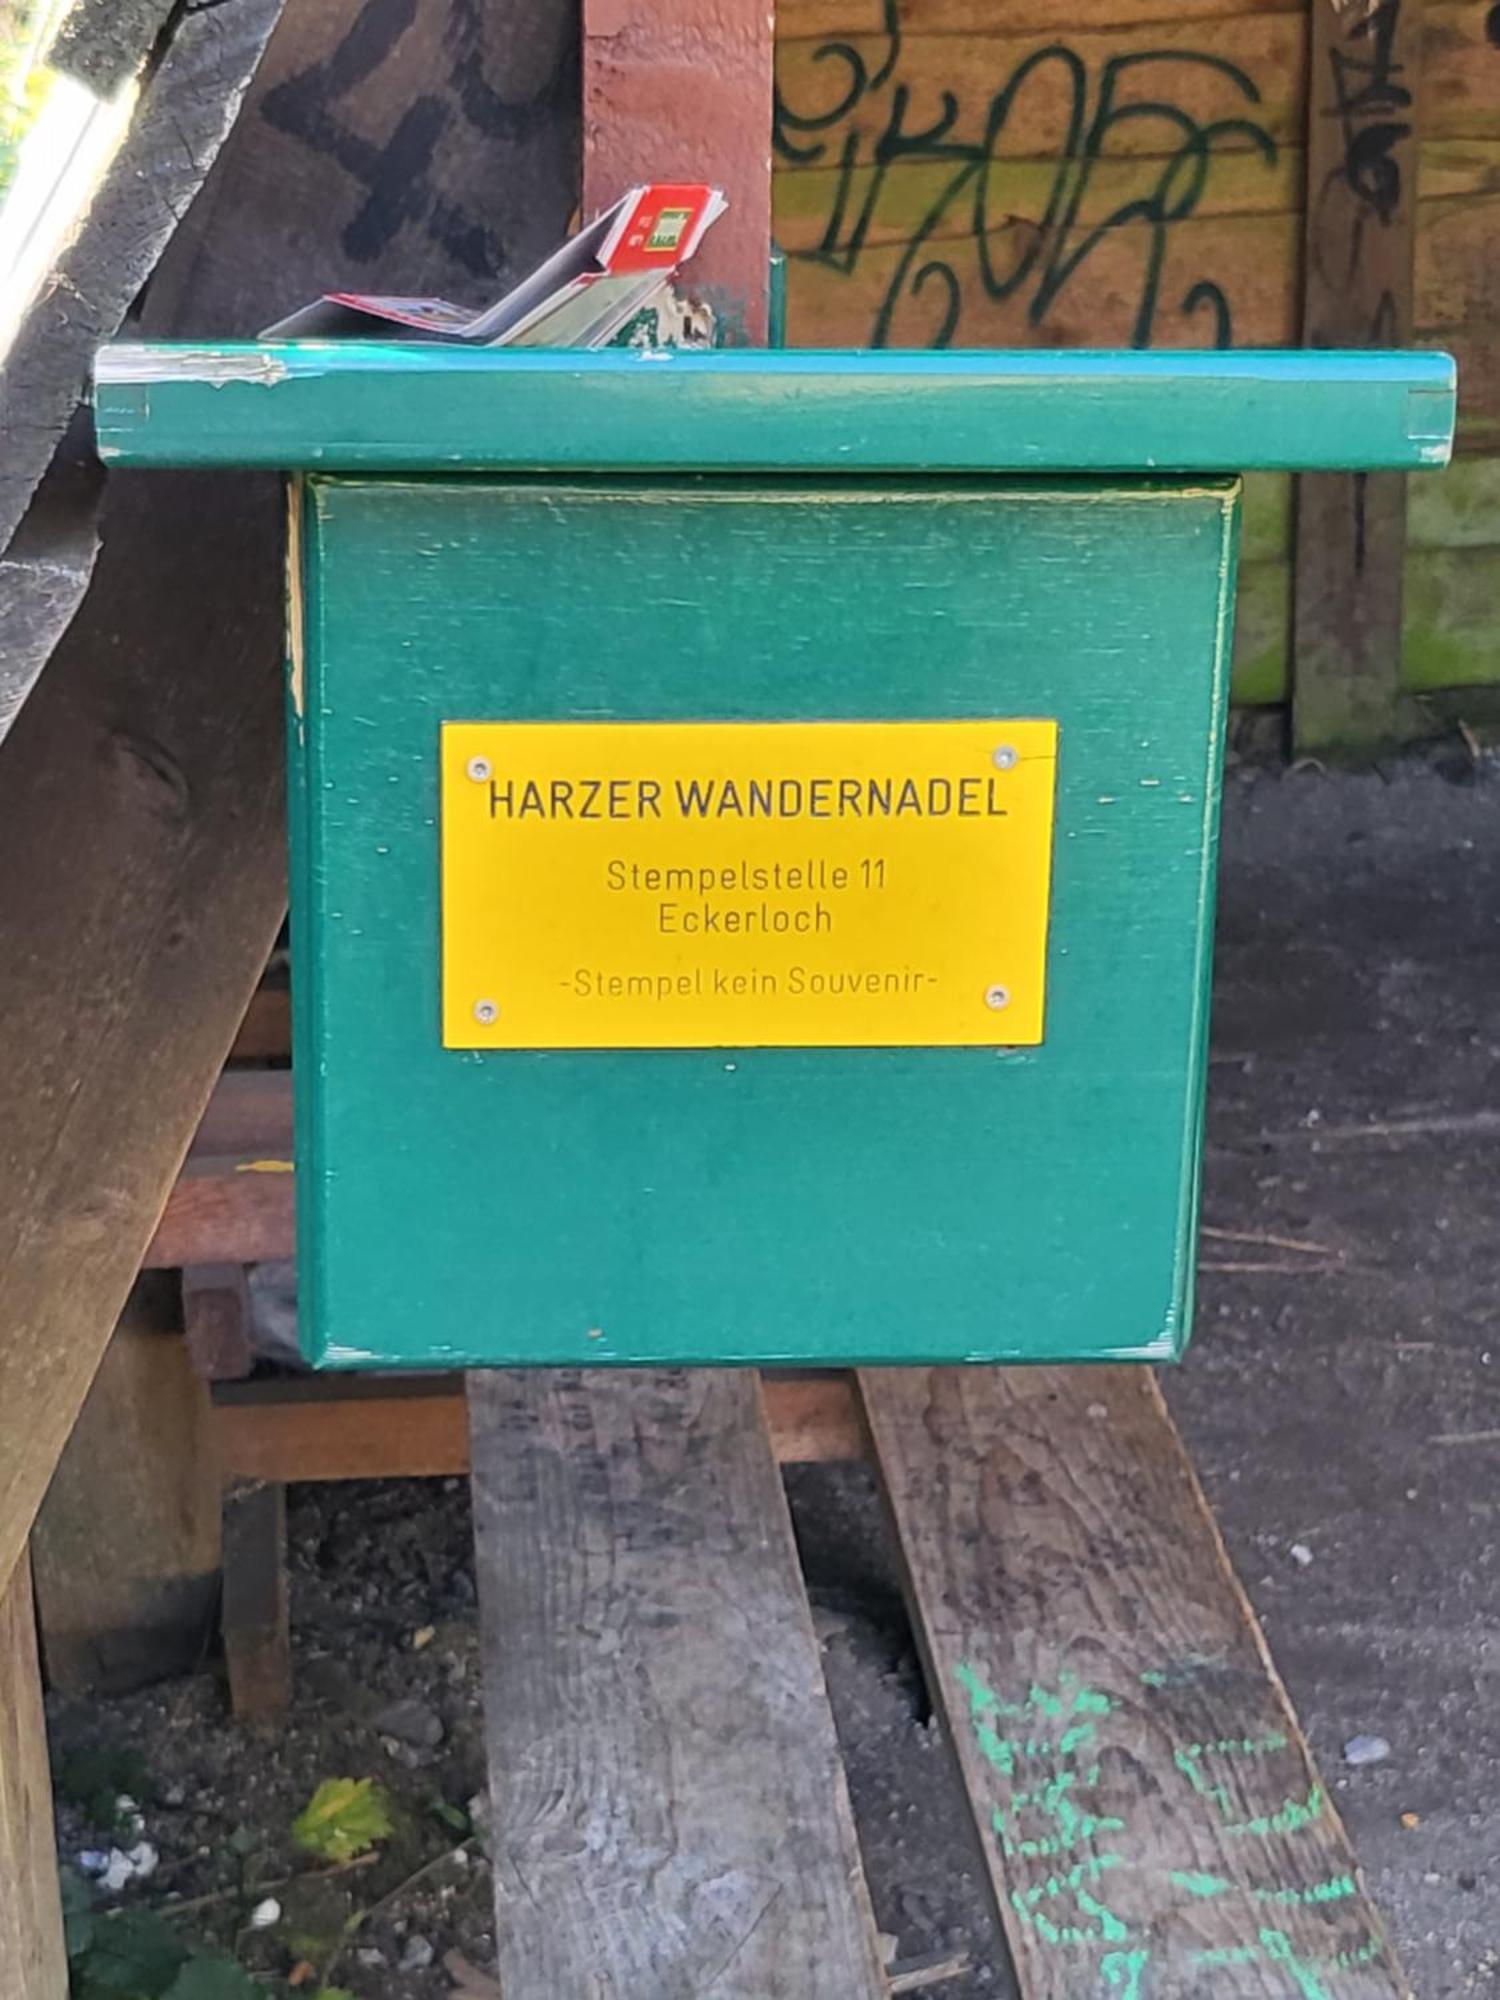 HARZER WANDERNADEL
Stempelstelle 11
Eckerloch
-Stempel kein Souvenir-